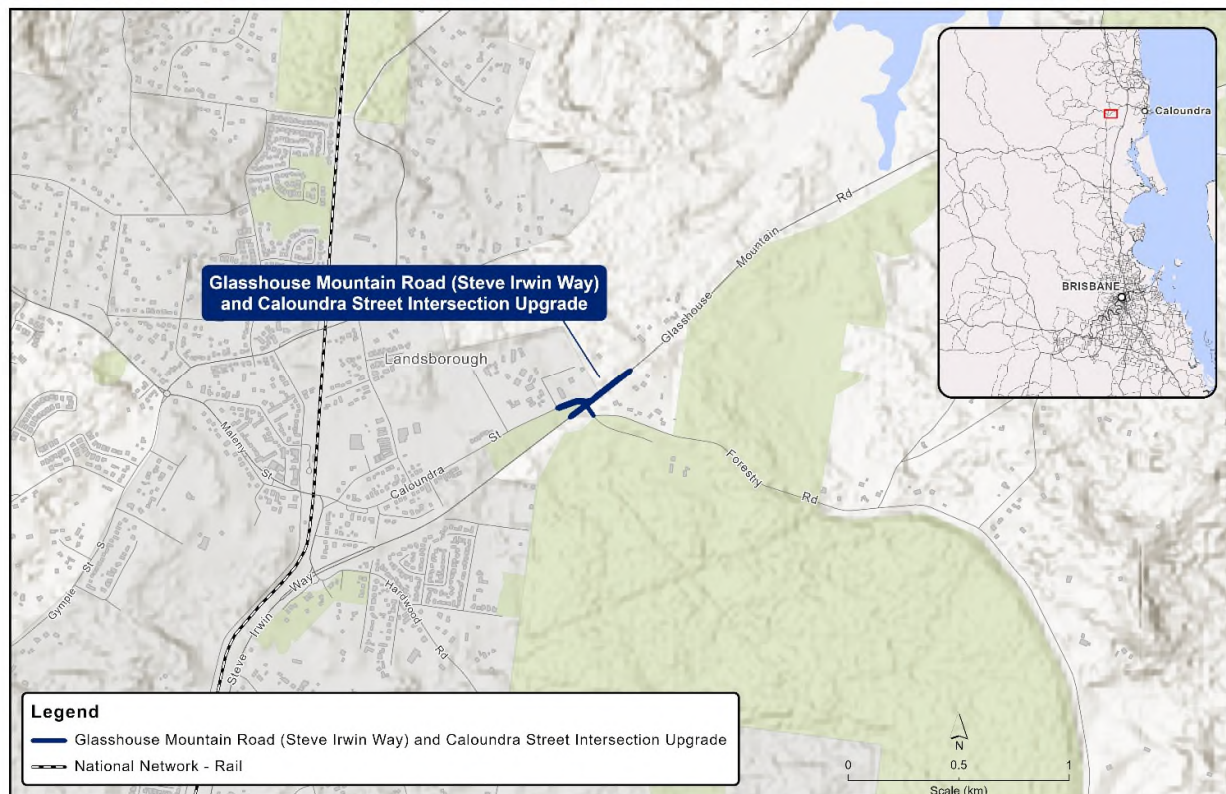 Caloundra
BRISBANE
Glasshouse Mountain Rd
Glasshouse Mountain Road (Steve Irwin Way)
and Caloundra Street Intersection Upgrade
Landsborough
Maleny St
Caloundra St
Forestry Rd
Gympie St S
Steve Irwin Way
Hardwood Rd
Legend
Glasshouse Mountain Road (Steve Irwin Way) and Caloundra Street Intersection Upgrade
National Network - Rail
N
0 0.5 1
Scale (km)